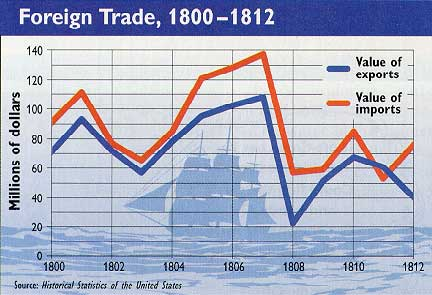 Foreign Trade, 1800–1812
Millions of dollars
140
120
100
80
60
40
20
0
Value of
exports
Value of
imports
1800
1802
1804
1806
1808
1810
1812
Source: Historical Statistics of the United States